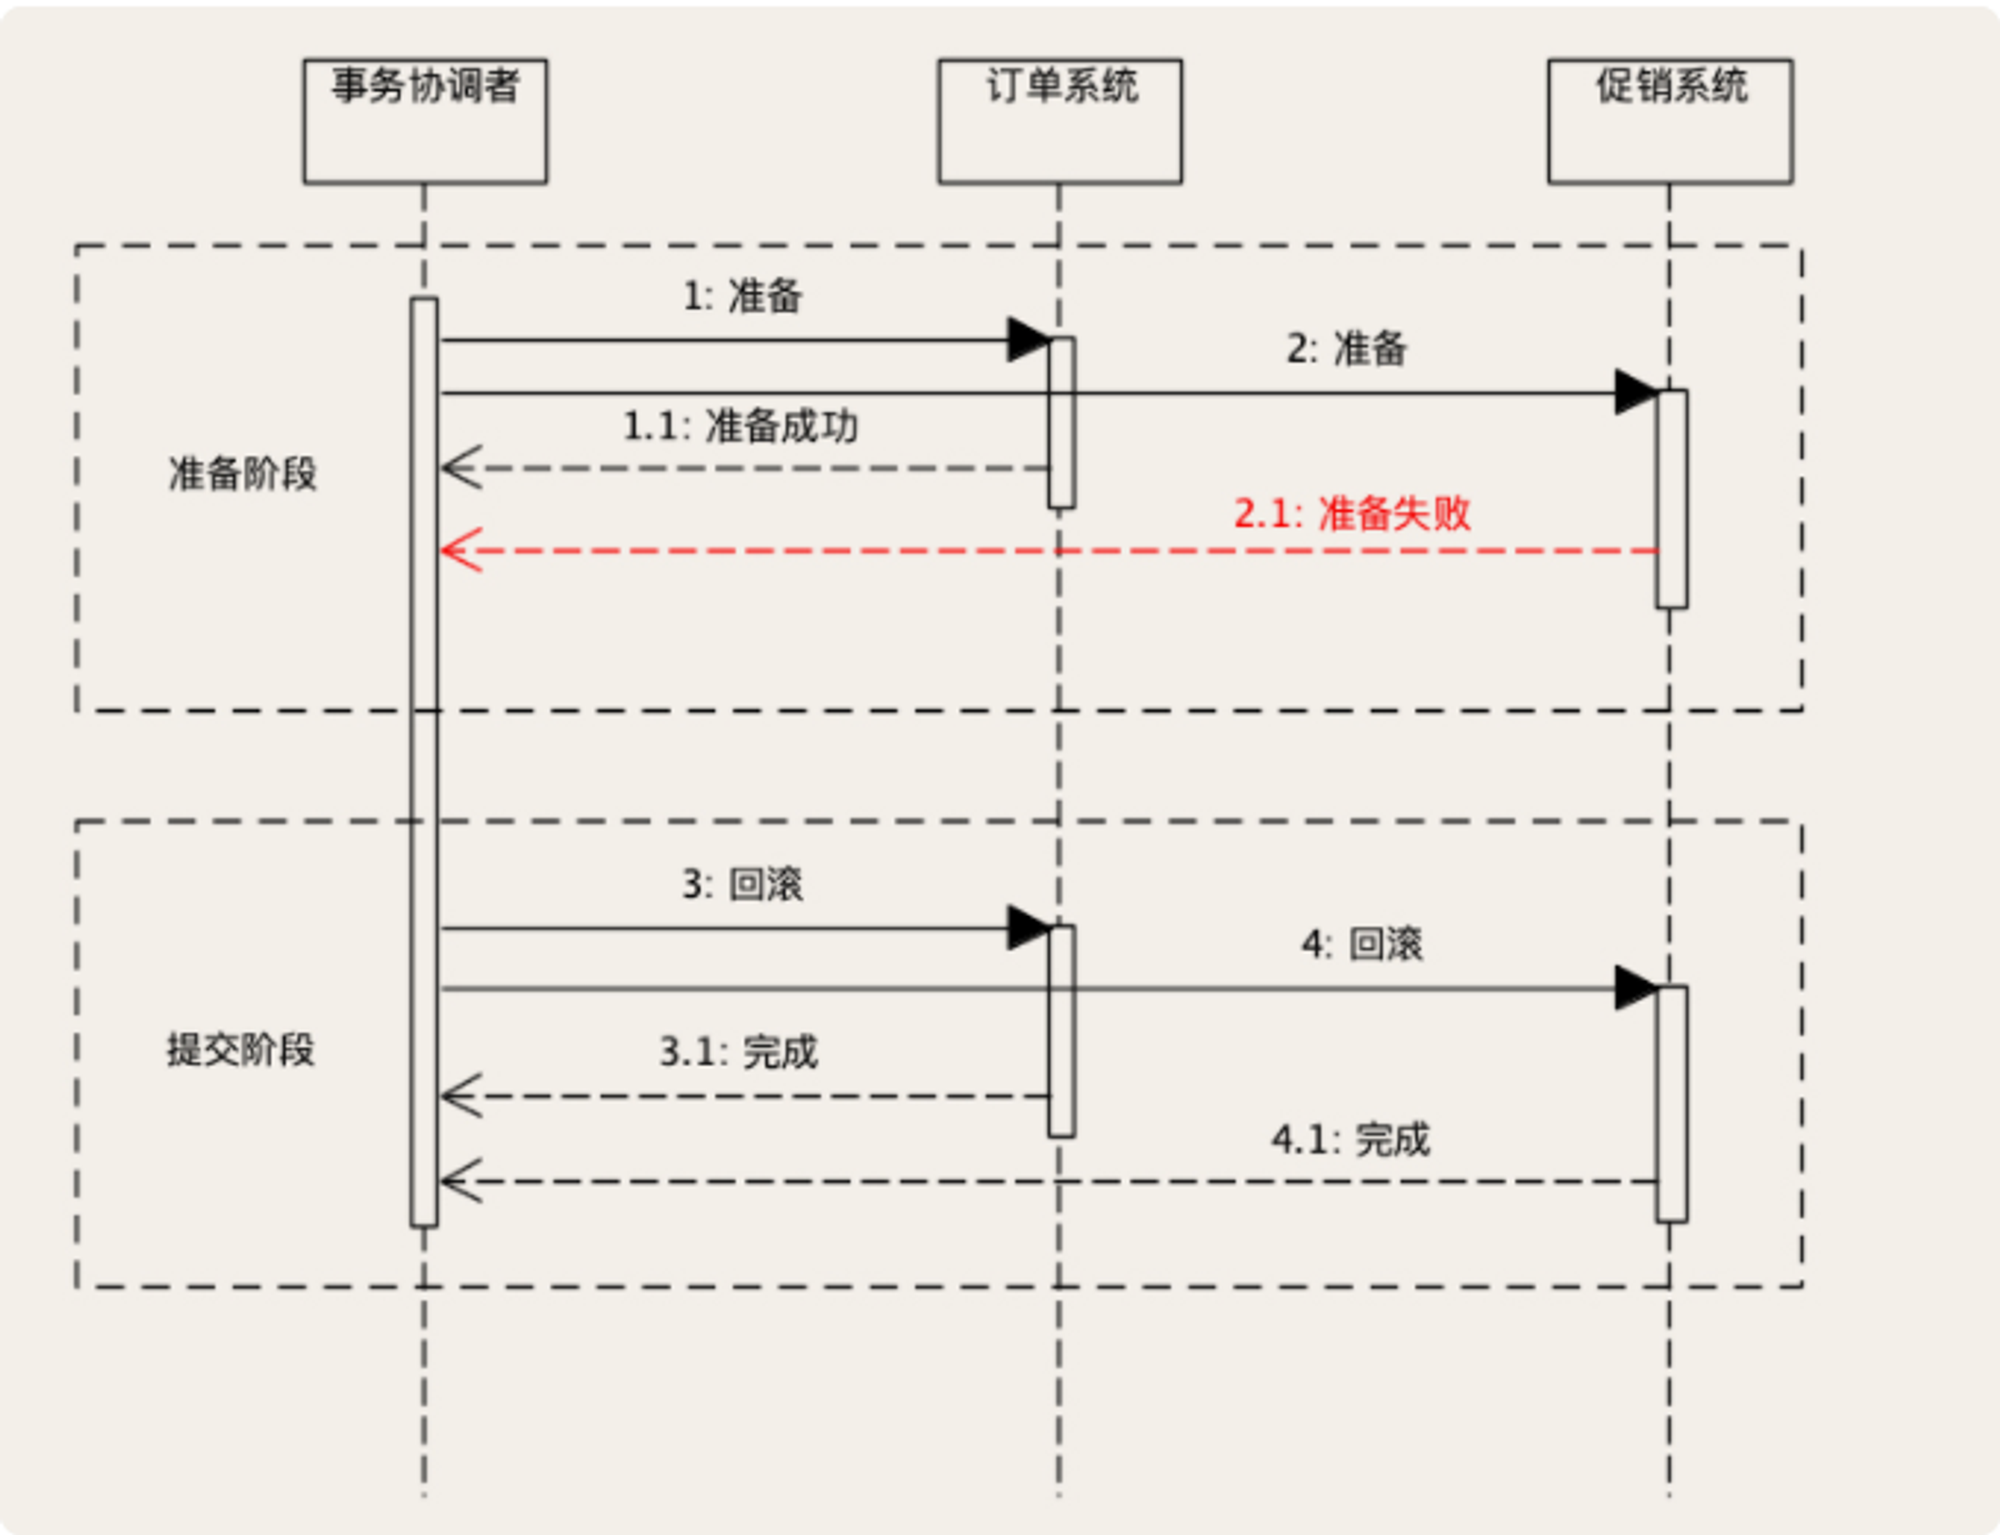 事务协调者
订单系统
促销系统
1: 准备
2: 准备
1.1: 准备成功
准备阶段
2.1: 准备失败
3: 回滚
4: 回滚
提交阶段
3.1: 完成
4.1: 完成